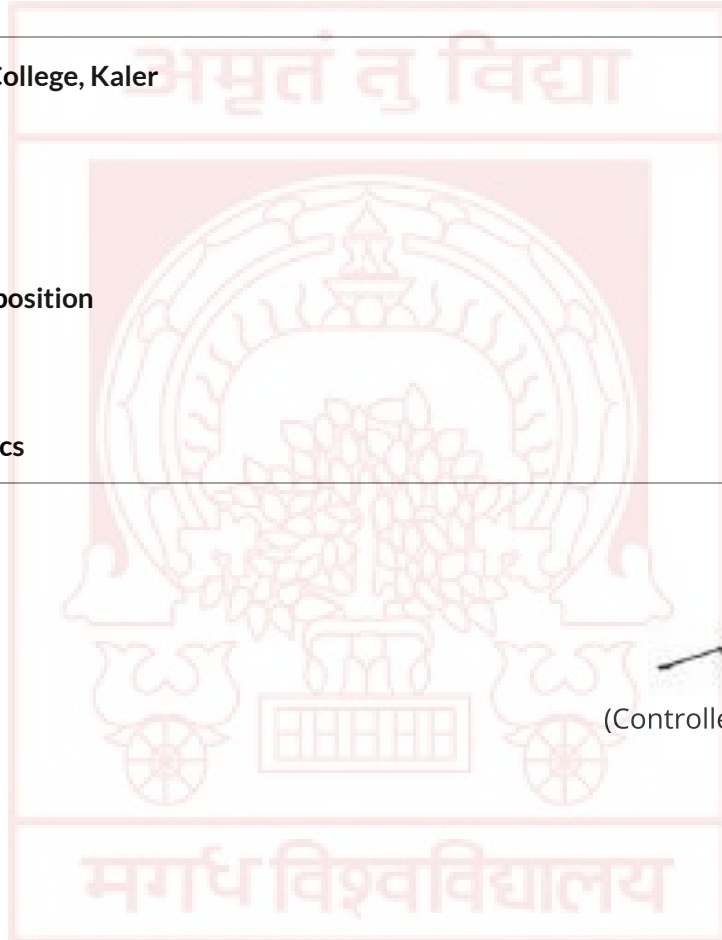 अमृतं तु विद्या
College, Kaler
position
cs
(Controlle
मगध विश्वविद्यालय